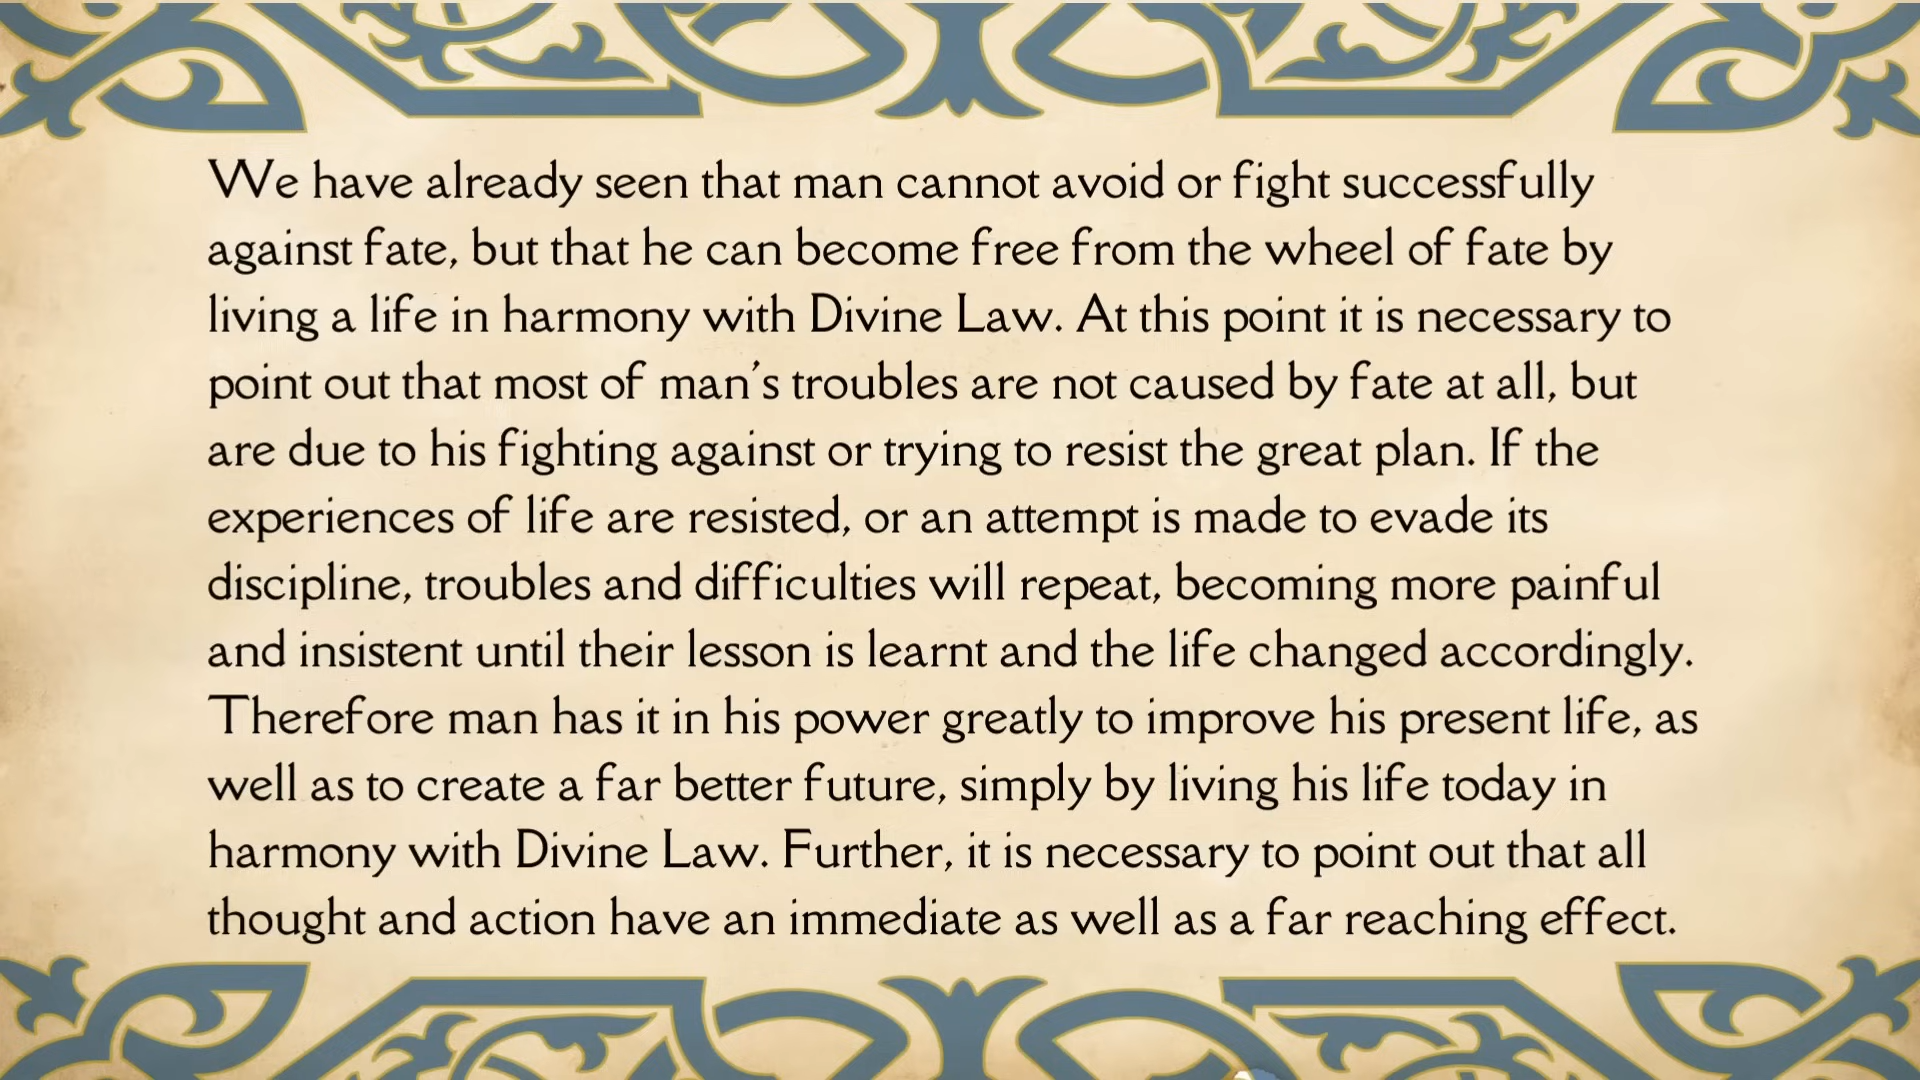 We have already seen that man cannot avoid or fight successfully
against fate, but that he can become free from the wheel of fate by
living a life in harmony with Divine Law. At this point it is necessary to
point out that most of man's troubles are not caused by fate at all, but
are due to his fighting against or trying to resist the great plan. If the
experiences of life are resisted, or an attempt is made to evade its
discipline, troubles and difficulties will repeat, becoming more painful
and insistent until their lesson is learnt and the life changed accordingly.
Therefore man has it in his power greatly to improve his present life, as
well as to create a far better future, simply by living his life today in
harmony with Divine Law. Further, it is necessary to point out that all
thought and action have an immediate as well as a far reaching effect.